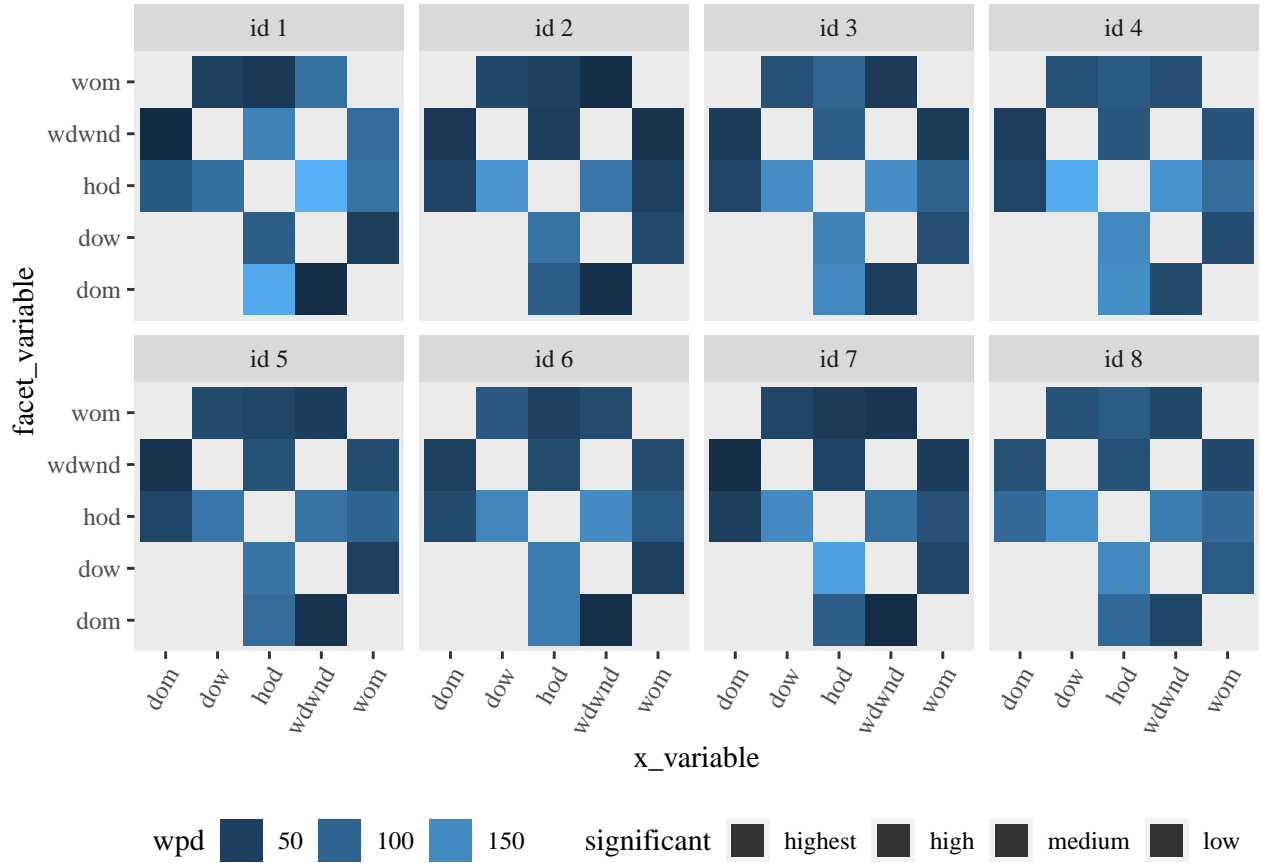 id 1 id 2 id 3 id 4
wom
wdwnd
hod
dow
dom
id 5 id 6 id 7 id 8
wom
wdwnd
hod
dow
dom
facet_variable
dom dow hod wdwnd wom dom dow hod wdwnd wom dom dow hod wdwnd wom dom dow hod wdwnd wom
x_variable
wpd 50 100 150 significant highest high medium low